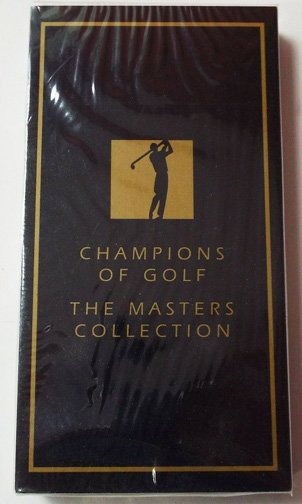 CHAMPIONS
OF GOLF
THE MASTERS
COLLECTION